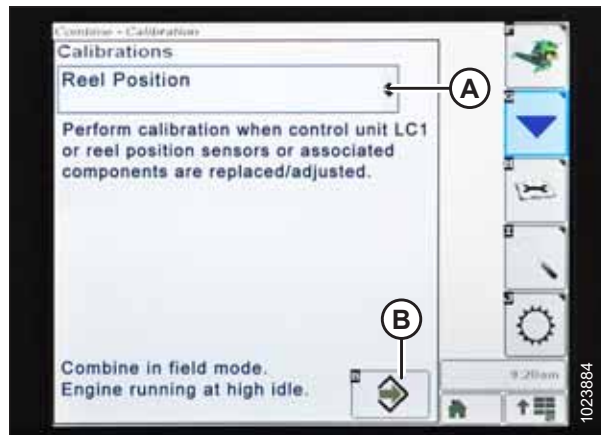 Combine - Calibration
Calibrations
Reel Position
A
Perform calibration when control unit LC1
or reel position sensors or associated
components are replaced/adjusted.
B
Combine in field mode.
Engine running at high idle.
9:20am
1023884